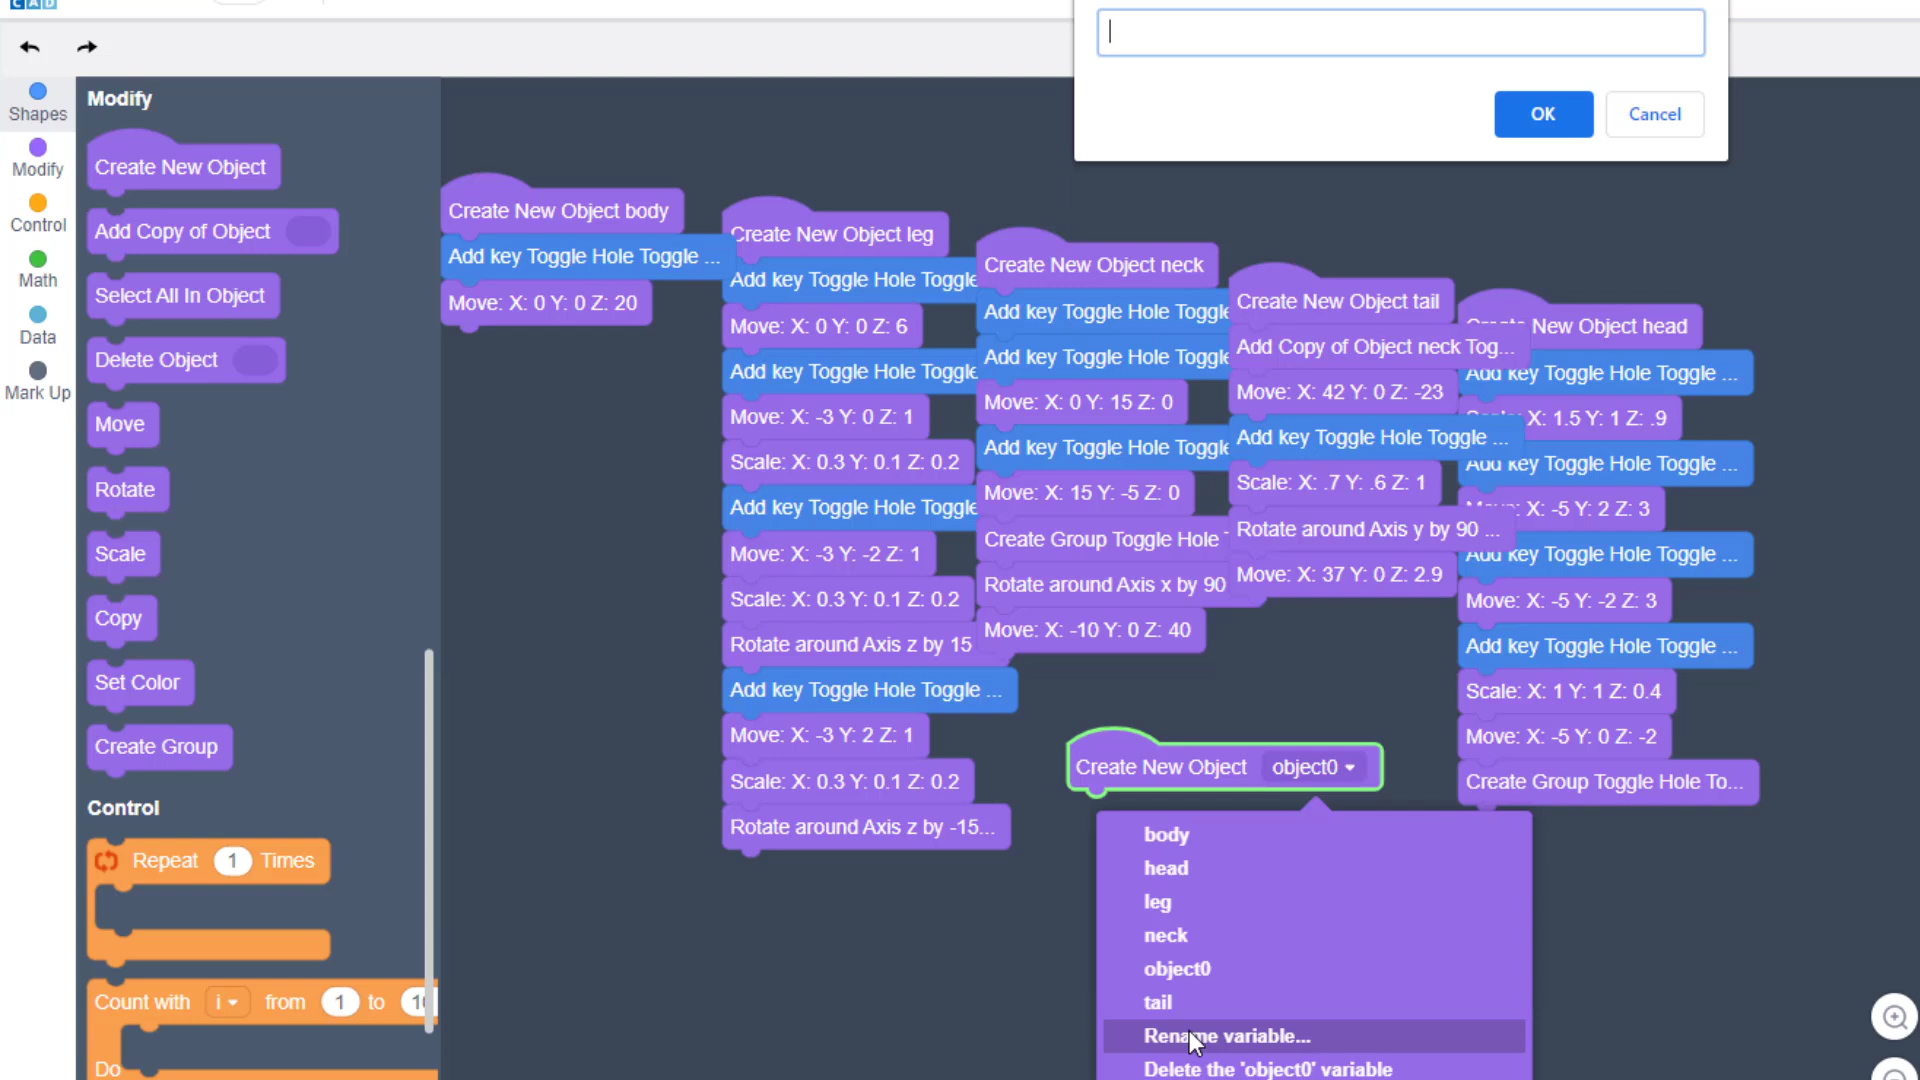 CAD
OK
Cancel
Shapes
Modify
Control
Math
Data
Mark Up
Modify
Create New Object
Add Copy of Object
Select All In Object
Delete Object
Move
Rotate
Scale
Copy
Set Color
Create Group
Control
Repeat 1 Times
Count with i from 1 to
Do
Create New Object body
Add key Toggle Hole Toggle ...
Move: X: 0 Y: 0 Z: 20
Create New Object leg
Add key Toggle Hole Toggle
Move: X: 0 Y: 0 Z: 6
Add key Toggle Hole Toggle
Move: X: -3 Y: 0 Z: 1
Scale: X: 0.3 Y: 0.1 Z: 0.2
Add key Toggle Hole Toggle
Move: X: -3 Y: -2 Z: 1
Scale: X: 0.3 Y: 0.1 Z: 0.2
Rotate around Axis z by 15
Add key Toggle Hole Toggle ...
Move: X: -3 Y: 2 Z: 1
Scale: X: 0.3 Y: 0.1 Z: 0.2
Rotate around Axis z by -15...
Create New Object neck
Add key Toggle Hole Toggle
Add key Toggle Hole Toggle
Move: X: 0 Y: 15 Z: 0
Add key Toggle Hole Toggle
Move: X: 15 Y: -5 Z: 0
Create Group Toggle Hole T
Rotate around Axis x by 90
Move: X: -10 Y: 0 Z: 40
Create New Object tail
Add Copy of Object neck Tog...
Move: X: 42 Y: 0 Z: -23
Add key Toggle Hole Toggle ...
Scale: X: .7 Y: .6 Z: 1
Rotate around Axis y by 90 ...
Move: X: 37 Y: 0 Z: 2.9
Create New Object head
Add key Toggle Hole Toggle ...
Scale: X: 1.5 Y: 1 Z: .9
Add key Toggle Hole Toggle ...
Move: X: -5 Y: 2 Z: 3
Add key Toggle Hole Toggle ...
Move: X: -5 Y: -2 Z: 3
Add key Toggle Hole Toggle ...
Scale: X: 1 Y: 1 Z: 0.4
Move: X: -5 Y: 0 Z: -2
Create Group Toggle Hole To...
Create New Object object0
body
head
leg
neck
object0
tail
Rename variable...
Delete the 'object0' variable